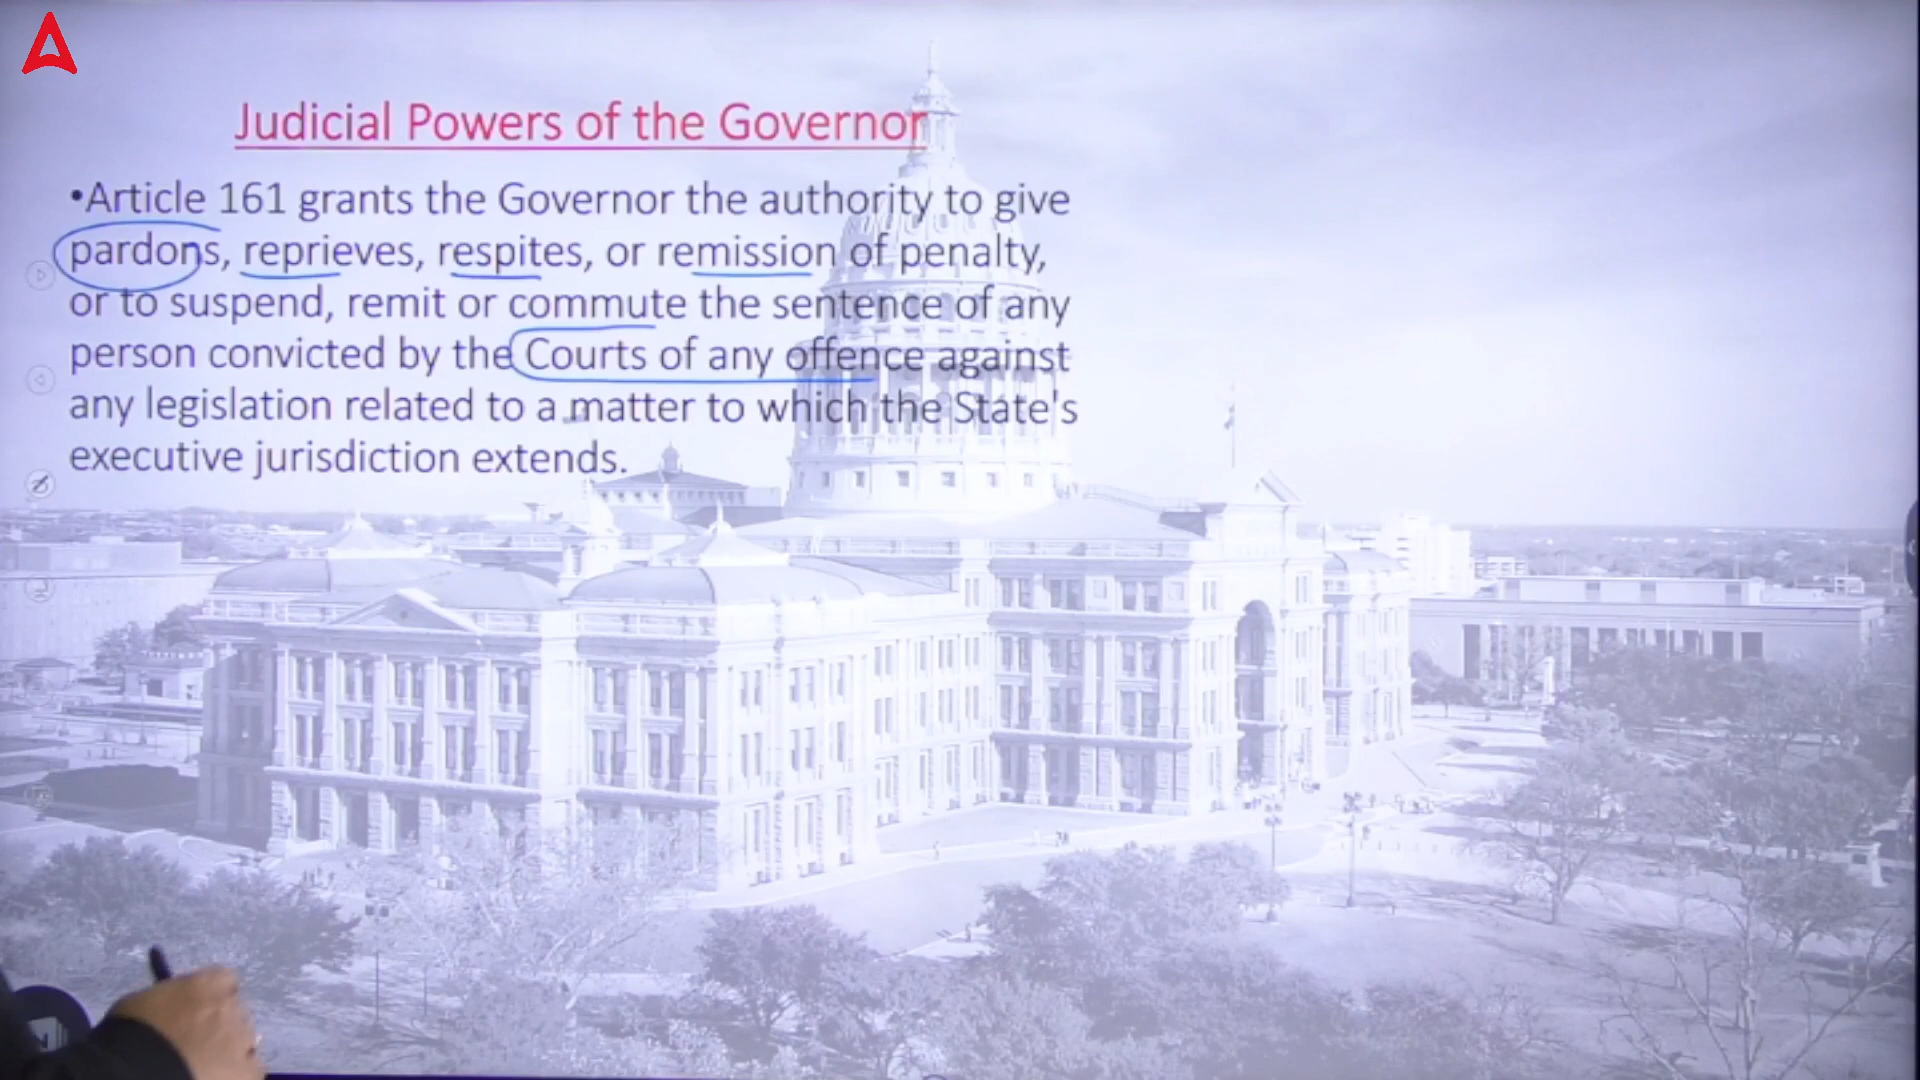 Judicial Powers of the Governor
•Article 161 grants the Governor the authority to give
pardons, reprieves, respites, or remission of penalty,
or to suspend, remit or commute the sentence of any
person convicted by the Courts of any offence against
any legislation related to a matter to which the State's
executive jurisdiction extends.